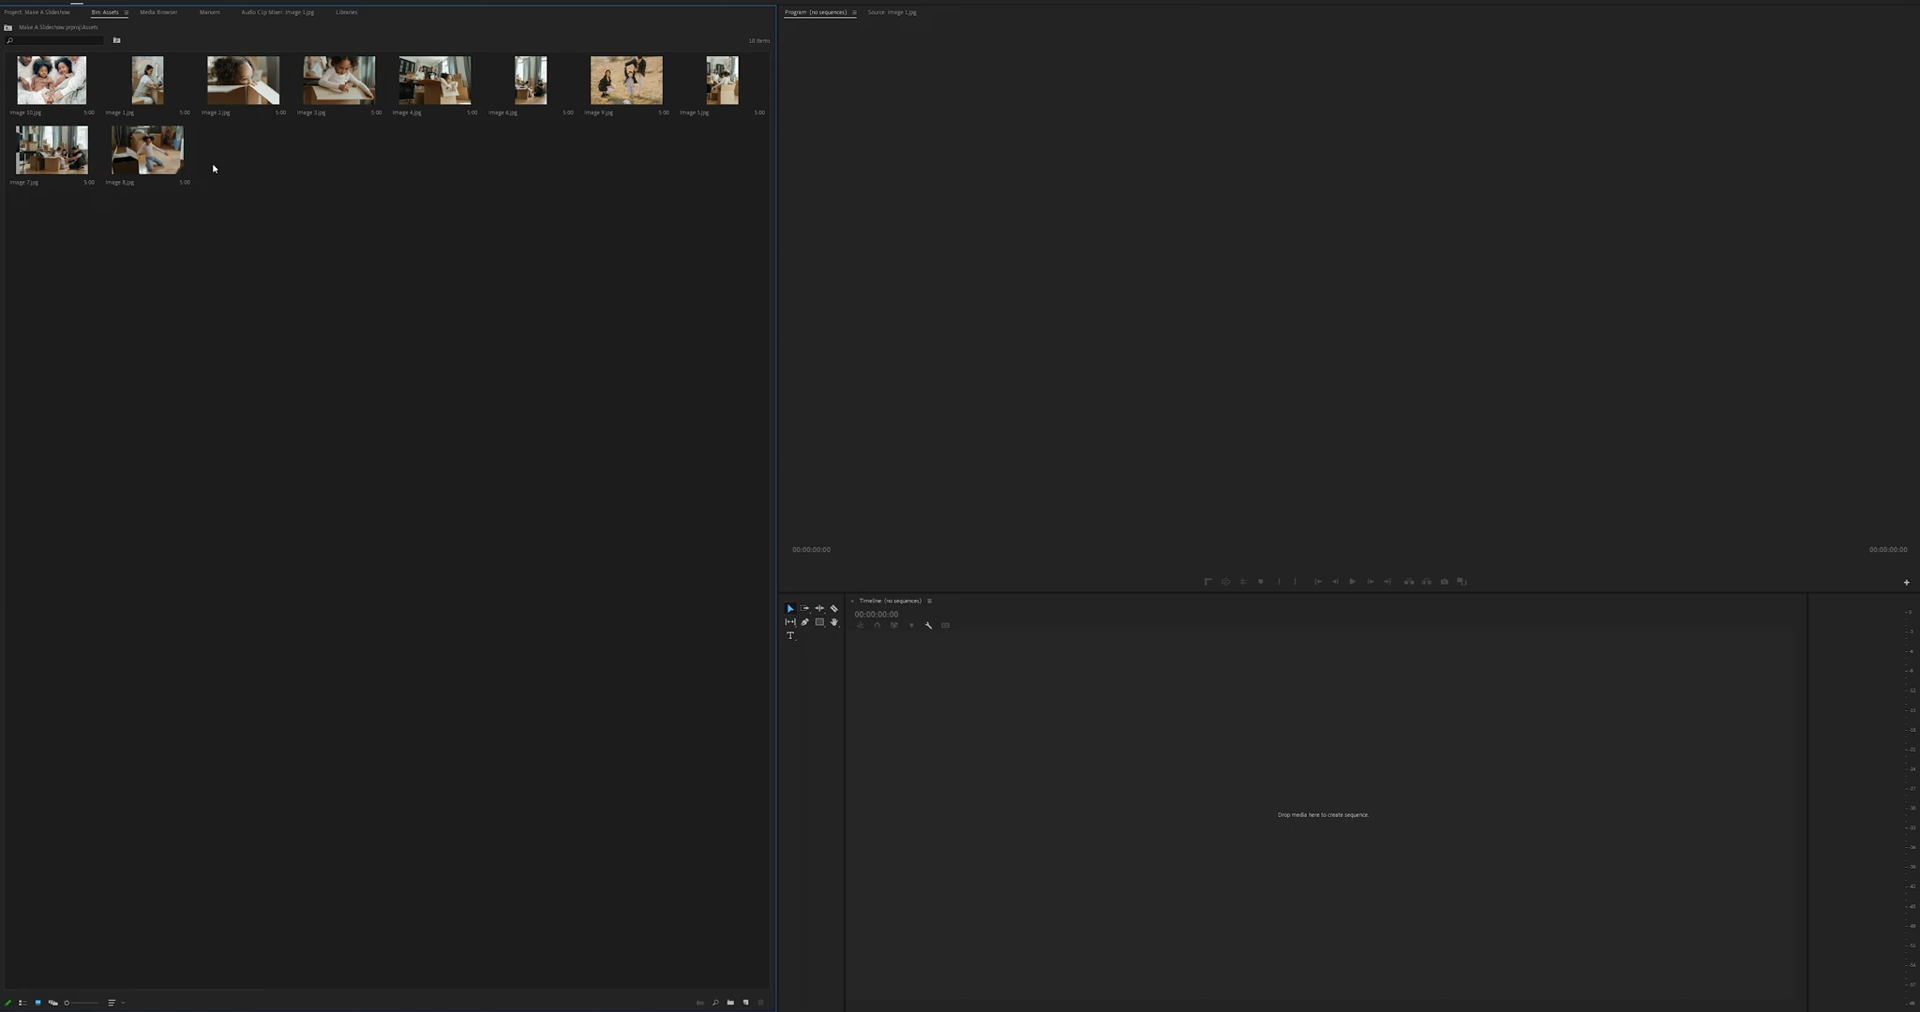 Project: Make A Slideshow
Bin: Assets
Media Browser
Markers
Audio Clip Mixer: Image 1.jpg
Libraries
Make A Slideshow.prproj\Assets
10 Items
Image 10.jpg 5:00
Image 1.jpg 5:00
Image 2.jpg 5:00
Image 3.jpg 5:00
Image 4.jpg 5:00
Image 6.jpg 5:00
Image 9.jpg 5:00
Image 5.jpg 5:00
Image 7.jpg 5:00
Image 8.jpg 5:00
Program: (no sequences)
Source: Image 1.jpg
00:00:00:00
00:00:00:00
Timeline: (no sequences)
00:00:00:00
Drop media here to create sequence.